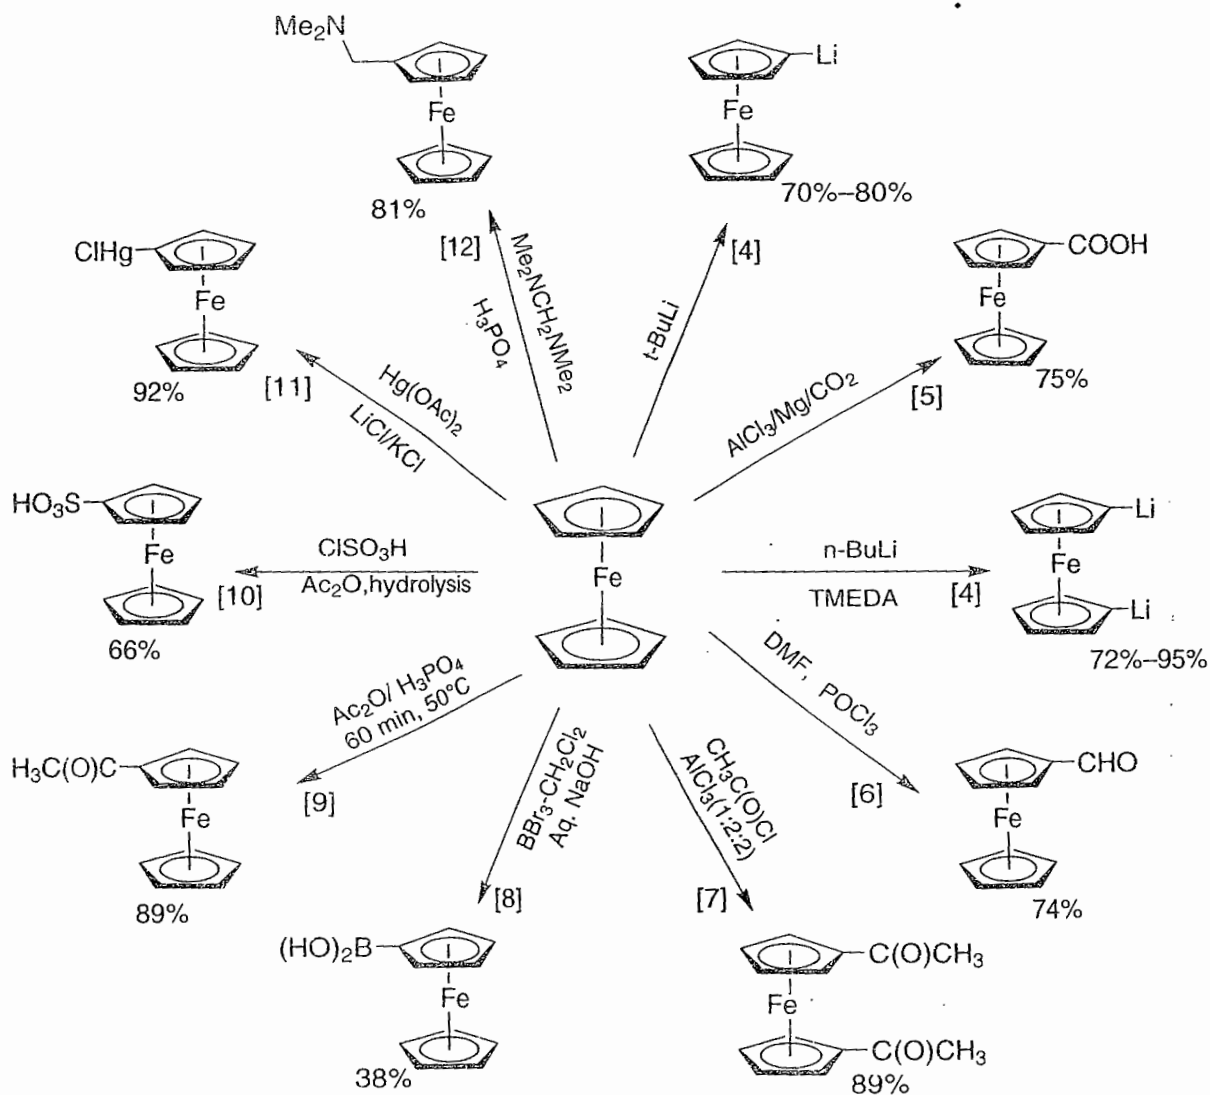 Me₂N
Fe
81%
[12]
Me₂NCH₂NMe₂
H₃PO₄
Li
Fe
70%–80%
[4]
t-BuLi
COOH
Fe
75%
[5]
AlCl₃/Mg/CO₂
ClHg
Fe
92%
[11]
Hg(OAc)₂
LiCl/KCl
HO₃S
Fe
66%
[10]
ClSO₃H
Ac₂O,hydrolysis
Fe
n-BuLi
TMEDA
[4]
Li
Fe
Li
72%–95%
Ac₂O/ H₃PO₄
60 min, 50°C
[9]
H₃C(O)C
Fe
89%
BBr₃-CH₂Cl₂
Aq. NaOH
[8]
(HO)₂B
Fe
38%
CH₃C(O)Cl
AlCl₃(1:2:2)
[7]
C(O)CH₃
Fe
C(O)CH₃
89%
DMF, POCl₃
[6]
CHO
Fe
74%